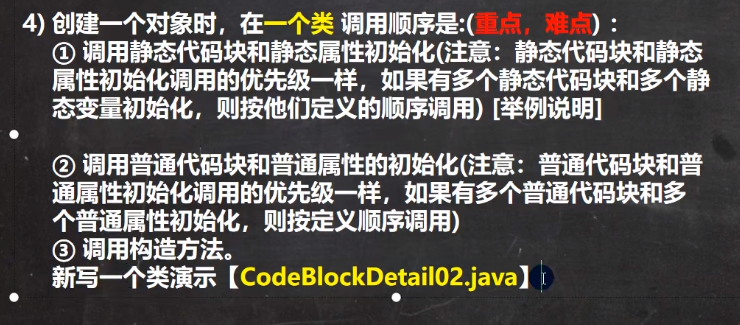 4) 创建一个对象时，在一个类 调用顺序是:(重点，难点)：
① 调用静态代码块和静态属性初始化(注意：静态代码块和静态
属性初始化调用的优先级一样，如果有多个静态代码块和多个静
态变量初始化，则按他们定义的顺序调用) [举例说明]
② 调用普通代码块和普通属性的初始化(注意：普通代码块和普
通属性初始化调用的优先级一样，如果有多个普通代码块和多
个普通属性初始化，则按定义顺序调用)
③ 调用构造方法。
新写一个类演示【CodeBlockDetail02.java】